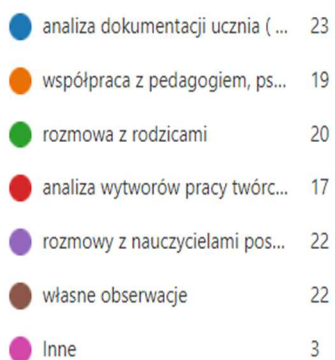 analiza dokumentacji ucznia ( ... 23
współpraca z pedagogiem, ps... 19
rozmowa z rodzicami 20
analiza wytworów pracy twórc... 17
rozmowy z nauczycielami pos... 22
własne obserwacje 22
Inne 3